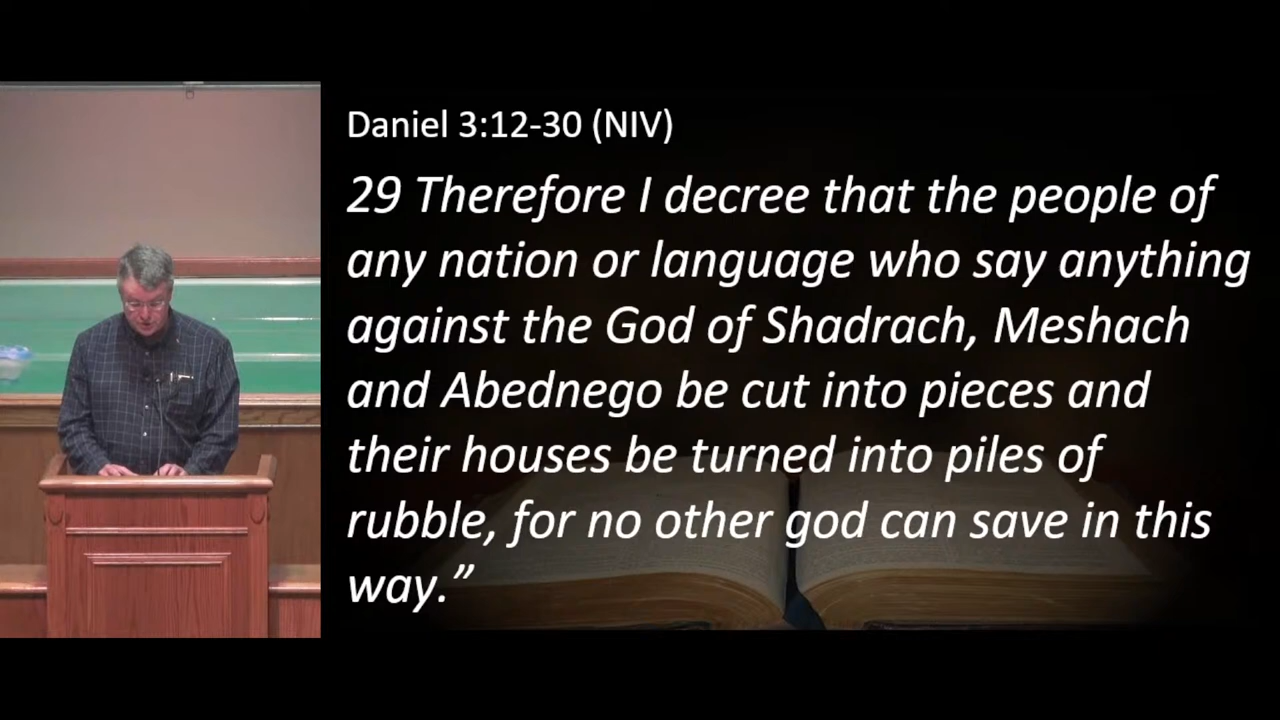 Daniel 3:12-30 (NIV)
29 Therefore I decree that the people of
any nation or language who say anything
against the God of Shadrach, Meshach
and Abednego be cut into pieces and
their houses be turned into piles of
rubble, for no other god can save in this
way.”